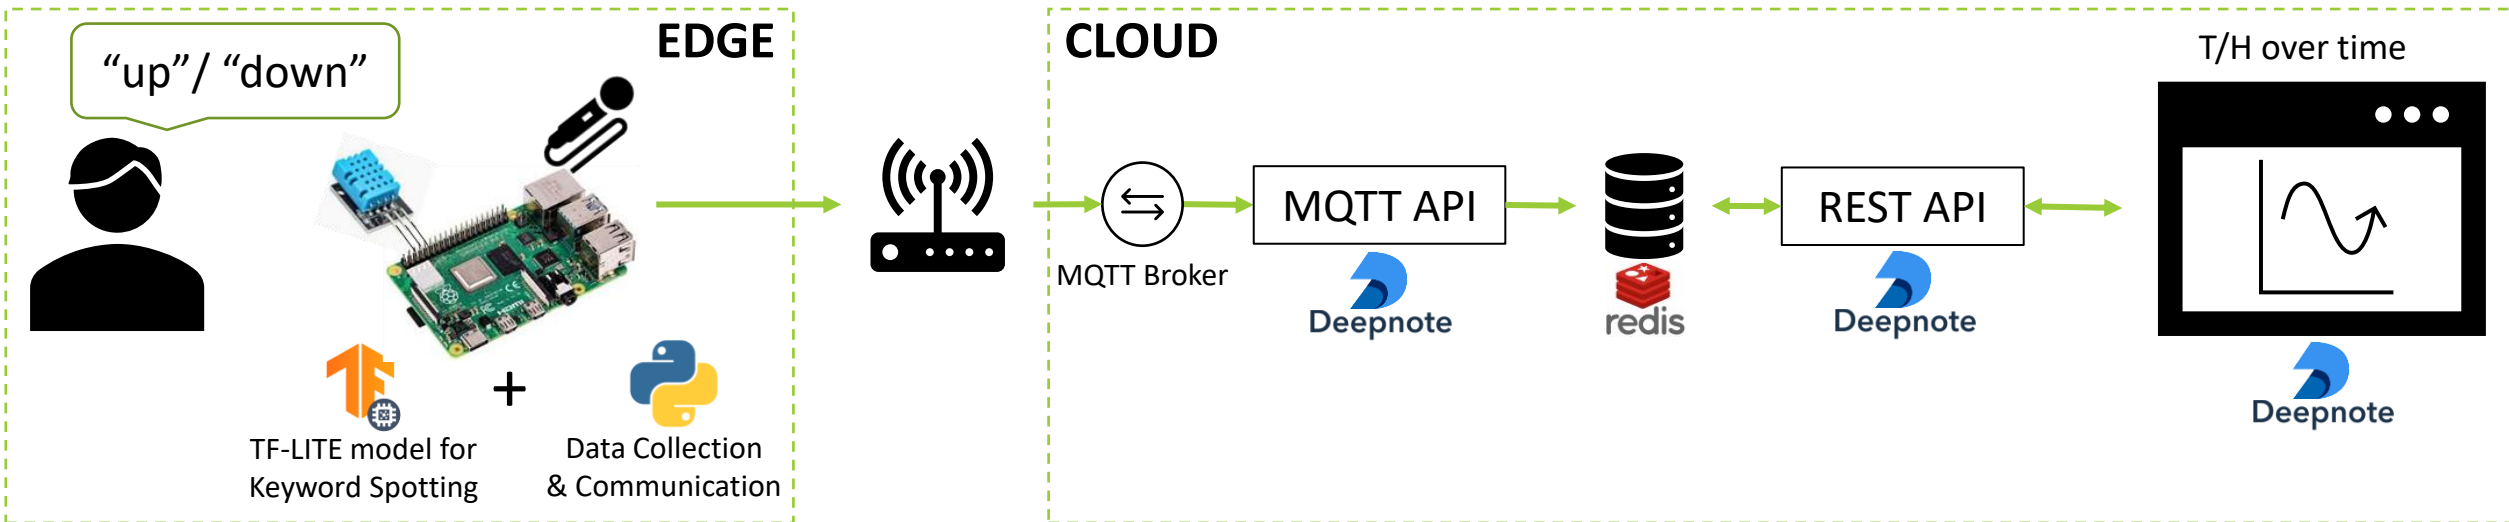 EDGE
“up”/ “down”
TF-LITE model for
Keyword Spotting
+
Data Collection
& Communication
CLOUD
MQTT Broker
MQTT API
Deepnote
redis
REST API
Deepnote
T/H over time
Deepnote